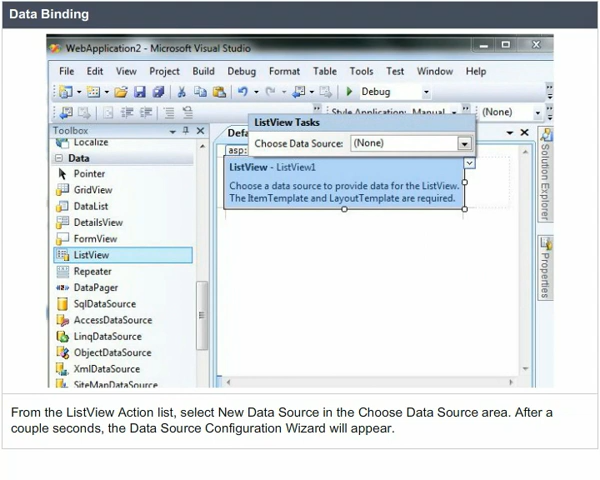 Data Binding
WebApplication2 - Microsoft Visual Studio
File Edit View Project Build Debug Format Table Tools Test Window Help
Debug
Style Application: Manual (None)
Toolbox
Localize
Data
Pointer
GridView
DataList
DetailsView
FormView
ListView
Repeater
DataPager
SqlDataSource
AccessDataSource
LinqDataSource
ObjectDataSource
XmlDataSource
SiteMapDataSource
Defa
asp:
ListView Tasks
Choose Data Source: (None)
ListView - ListView1
Choose a data source to provide data for the ListView.
The ItemTemplate and LayoutTemplate are required.
Solution Explorer
Properties
From the ListView Action list, select New Data Source in the Choose Data Source area. After a
couple seconds, the Data Source Configuration Wizard will appear.